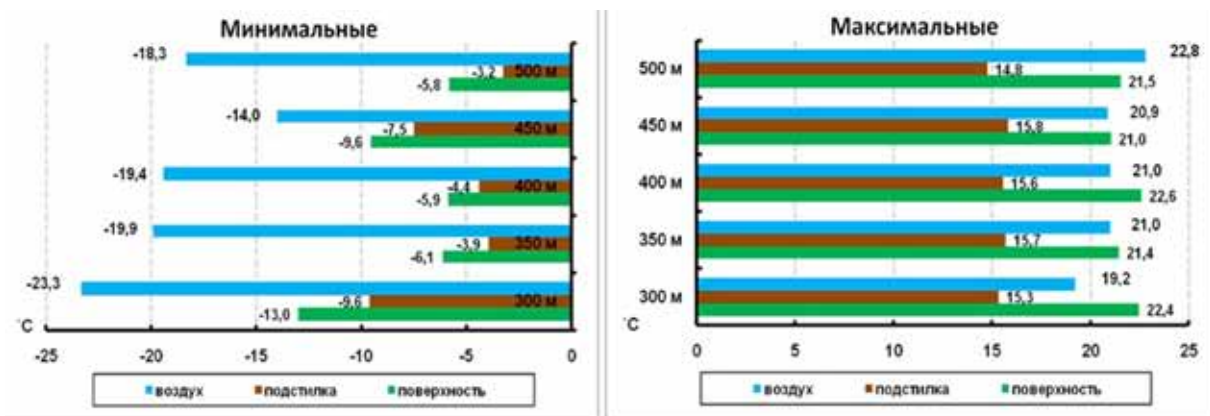 Минимальные
-18,3
-3,2
500 м
-5,8
-14,0
-7,5
450 м
-9,6
-19,4
-4,4
400 м
-5,9
-19,9
-3,9
350 м
-6,1
-23,3
-9,6
300 м
-13,0
°C
-25 -20 -15 -10 -5 0
воздух подстилка поверхность
Максимальные
22,8
500 м
14,8
21,5
20,9
450 м
15,8
21,0
21,0
400 м
15,6
22,6
21,0
350 м
15,7
21,4
19,2
300 м
15,3
22,4
°C
0 5 10 15 20 25
воздух подстилка поверхность